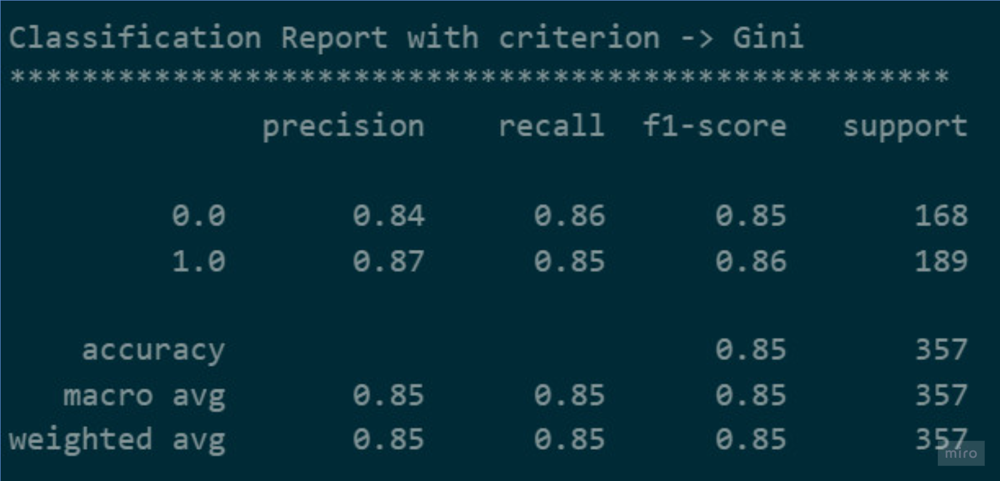 Classification Report with criterion -> Gini
****************************************************
precision recall f1-score support
0.0 0.84 0.86 0.85 168
1.0 0.87 0.85 0.86 189
accuracy 0.85 357
macro avg 0.85 0.85 0.85 357
weighted avg 0.85 0.85 0.85 357
miro